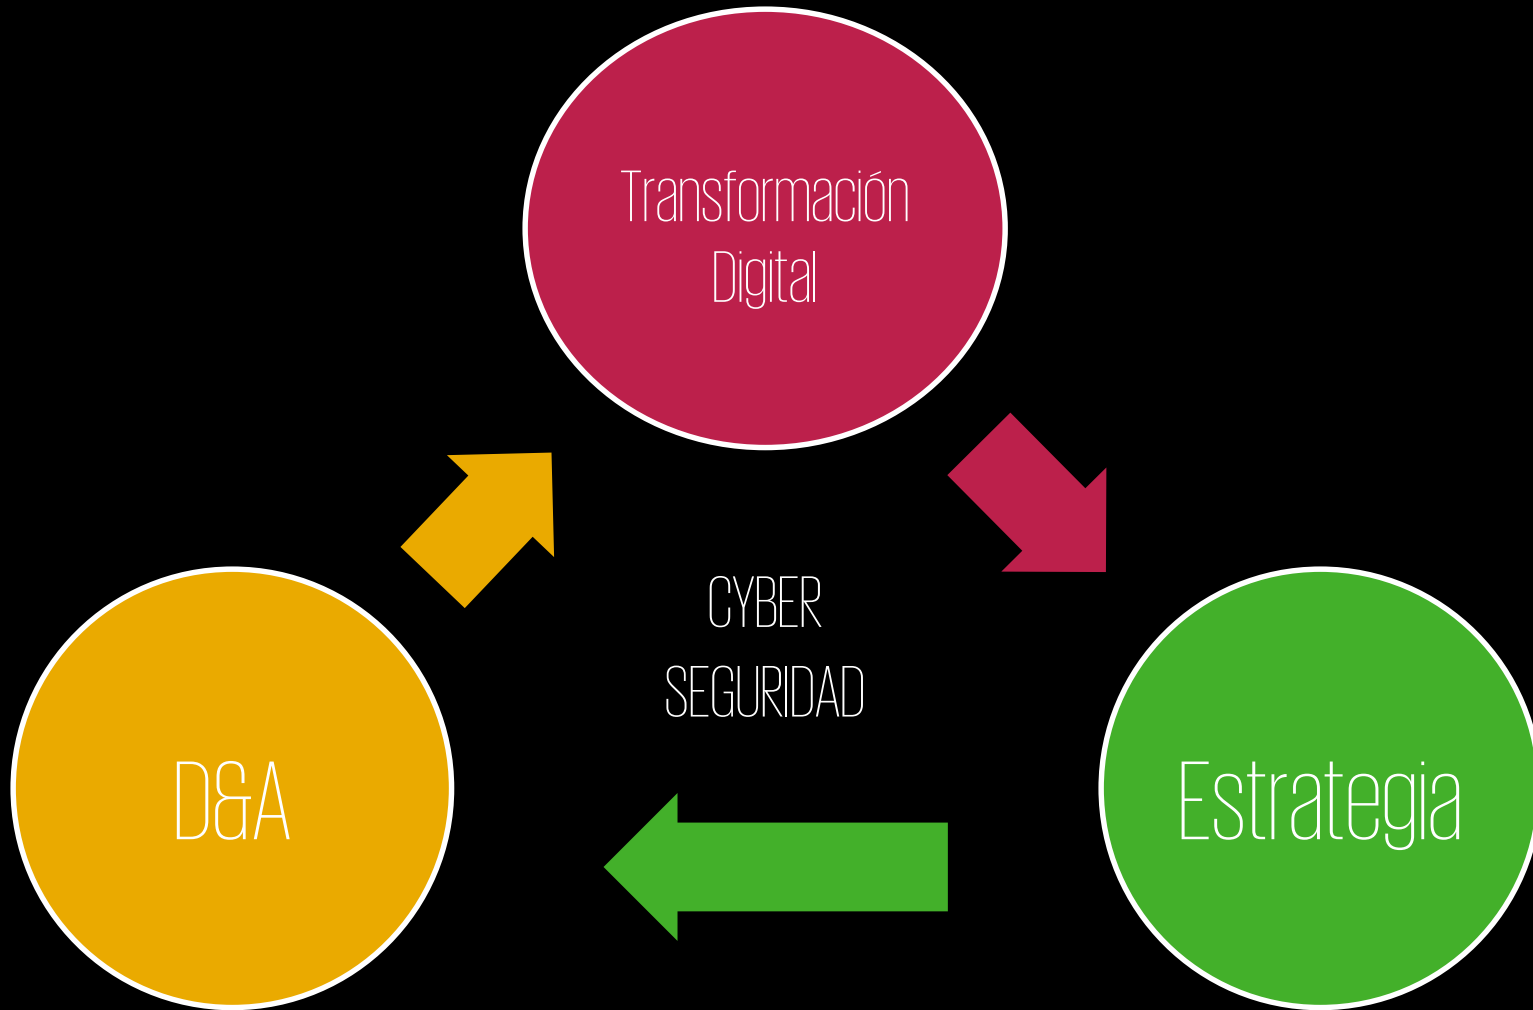 Transformación
Digital
CYBER
SEGURIDAD
D&A
Estrategia